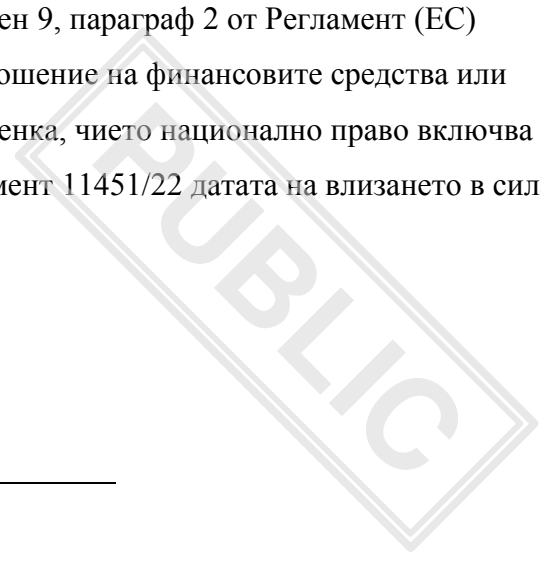 ен 9, параграф 2 от Регламент (ЕС)
ошение на финансовите средства или
енка, чието национално право включва
мент 11451/22 датата на влизането в сил
PUBLIC